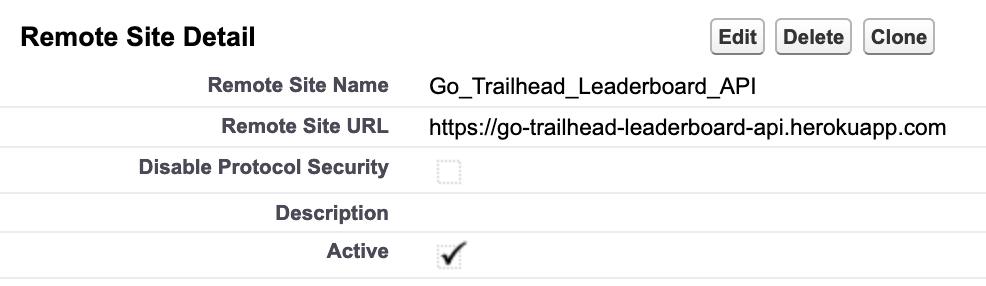 Remote Site Detail Edit Delete Clone
Remote Site Name Go_Trailhead_Leaderboard_API
Remote Site URL https://go-trailhead-leaderboard-api.herokuapp.com
Disable Protocol Security
Description
Active